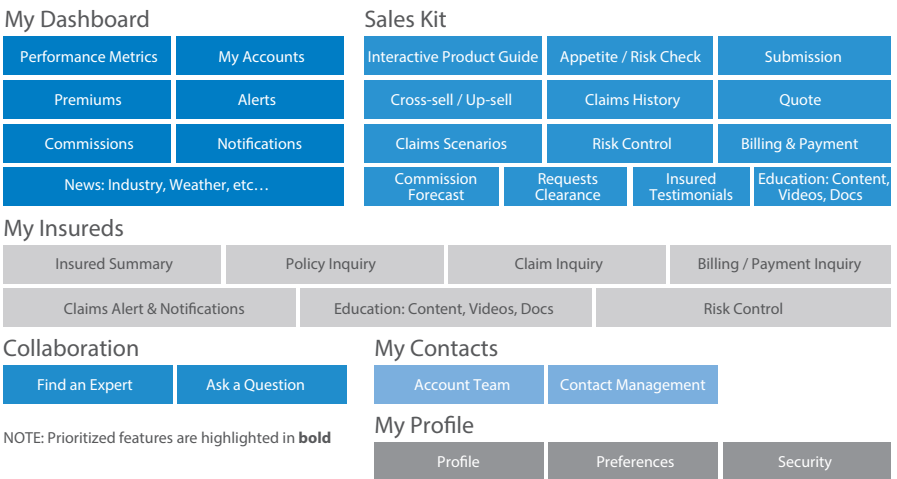 My Dashboard
Performance Metrics
My Accounts
Premiums
Alerts
Commissions
Notifications
News: Industry, Weather, etc…
Sales Kit
Interactive Product Guide
Appetite / Risk Check
Submission
Cross-sell / Up-sell
Claims History
Quote
Claims Scenarios
Risk Control
Billing & Payment
Commission
Forecast
Requests
Clearance
Insured
Testimonials
Education: Content,
Videos, Docs
My Insureds
Insured Summary
Policy Inquiry
Claim Inquiry
Billing / Payment Inquiry
Claims Alert & Notifications
Education: Content, Videos, Docs
Risk Control
Collaboration
Find an Expert
Ask a Question
NOTE: Prioritized features are highlighted in bold
My Contacts
Account Team
Contact Management
My Profile
Profile
Preferences
Security